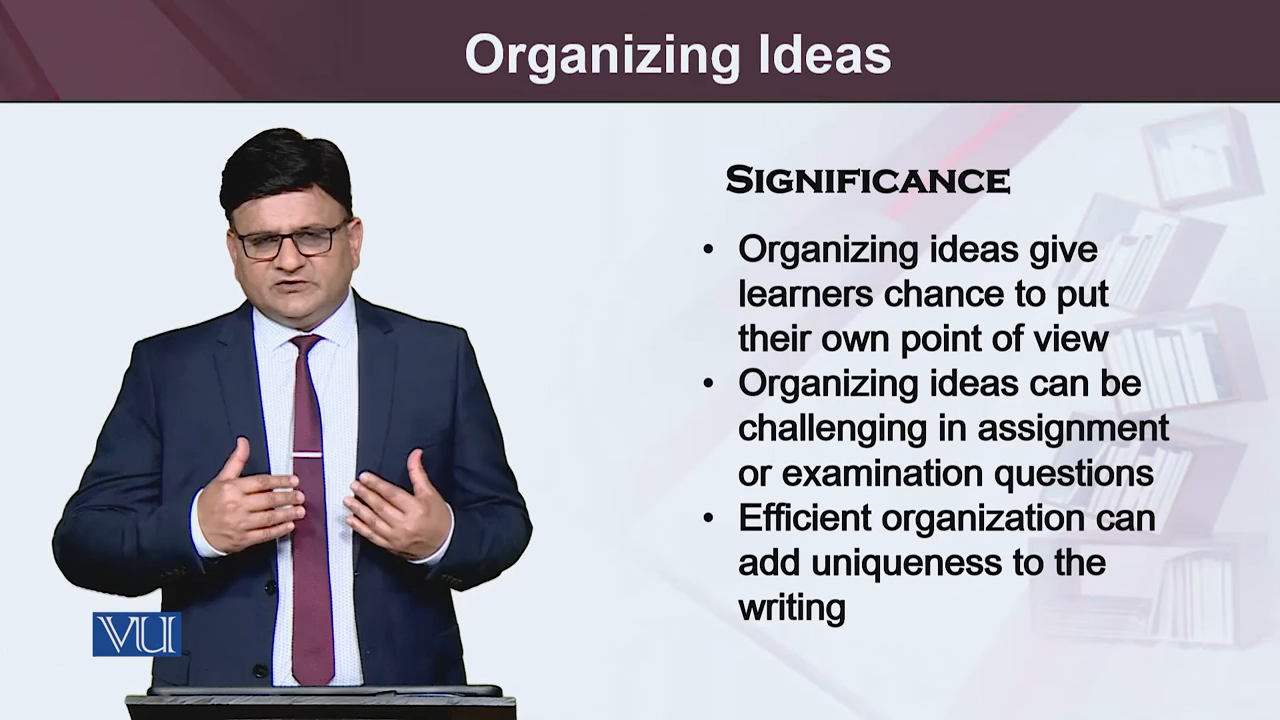 Organizing Ideas
SIGNIFICANCE
• Organizing ideas give
learners chance to put
their own point of view
• Organizing ideas can be
challenging in assignment
or examination questions
• Efficient organization can
add uniqueness to the
writing
VU